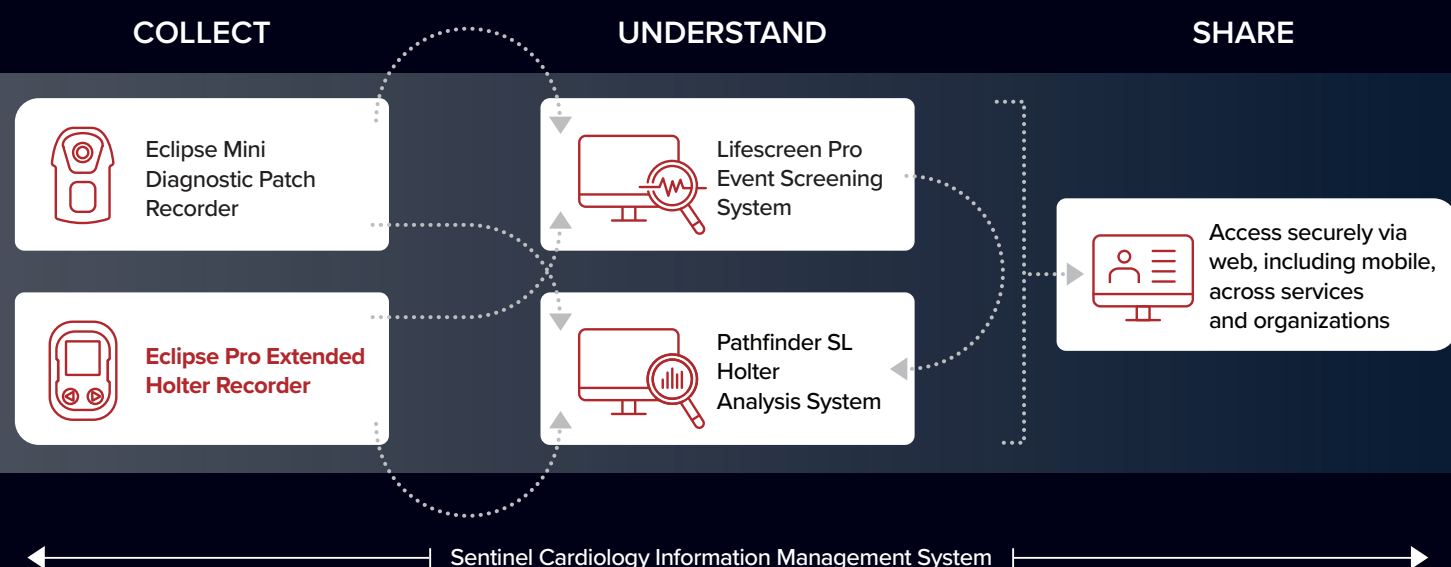 COLLECT
UNDERSTAND
SHARE
Eclipse Mini
Diagnostic Patch
Recorder
Lifescreen Pro
Event Screening
System
Access securely via
web, including mobile,
across services
and organizations
Eclipse Pro Extended
Holter Recorder
Pathfinder SL
Holter
Analysis System
Sentinel Cardiology Information Management System